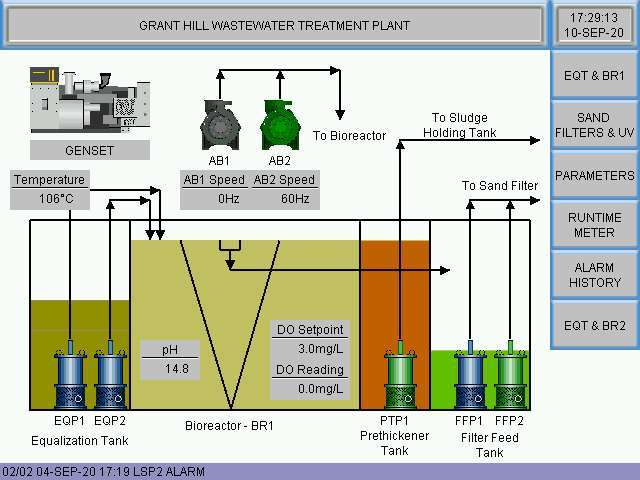 GRANT HILL WASTEWATER TREATMENT PLANT
17:29:13
10-SEP-20
EQT & BR1
SAND
FILTERS & UV
PARAMETERS
RUNTIME
METER
ALARM
HISTORY
EQT & BR2
GENSET
AB1
AB2
To Bioreactor
To Sludge
Holding Tank
Temperature
106°C
AB1 Speed
0Hz
AB2 Speed
60Hz
To Sand Filter
pH
14.8
DO Setpoint
3.0mg/L
DO Reading
0.0mg/L
EQP1
EQP2
Equalization Tank
Bioreactor - BR1
PTP1
Prethickener
Tank
FFP1
FFP2
Filter Feed
Tank
02/02 04-SEP-20 17:19 LSP2 ALARM